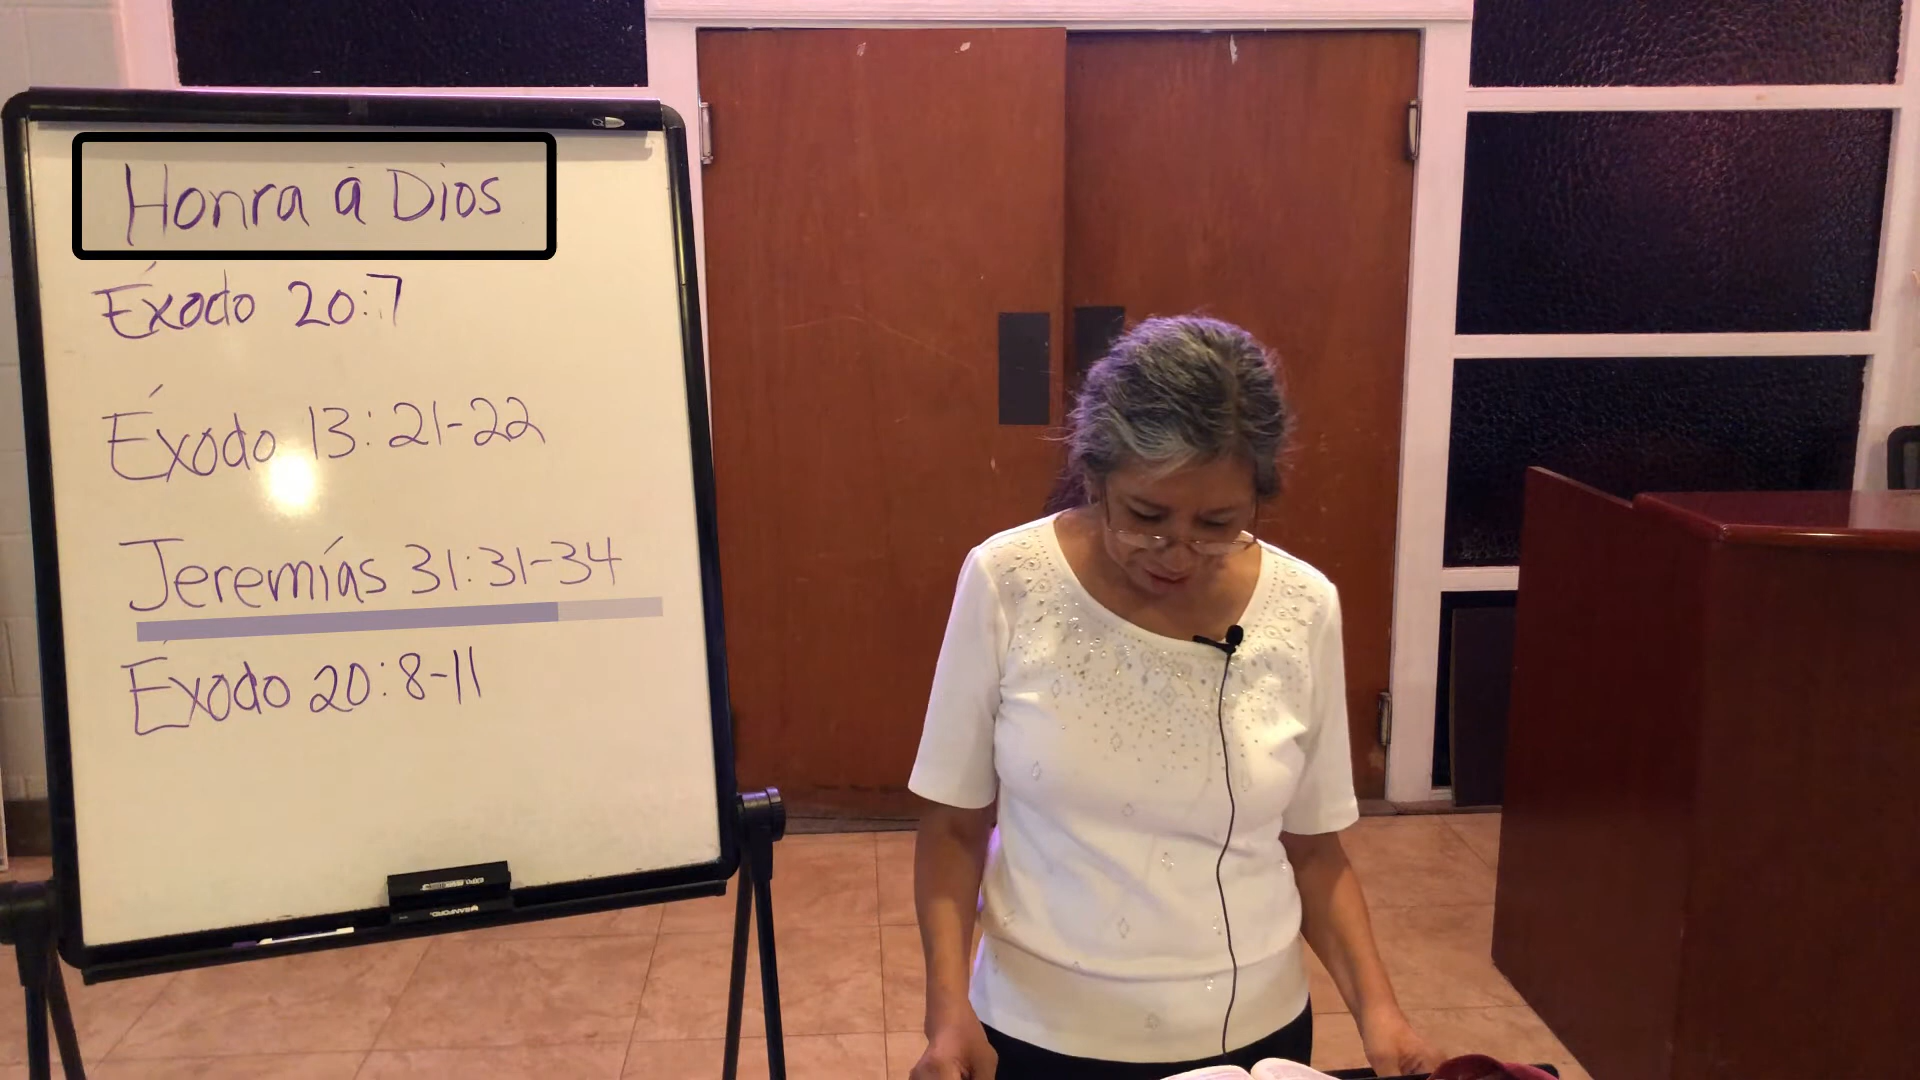 Honra a Dios
Éxodo 20:7
Éxodo 13:21-22
Jeremías 31:31-34
Éxodo 20:8-11